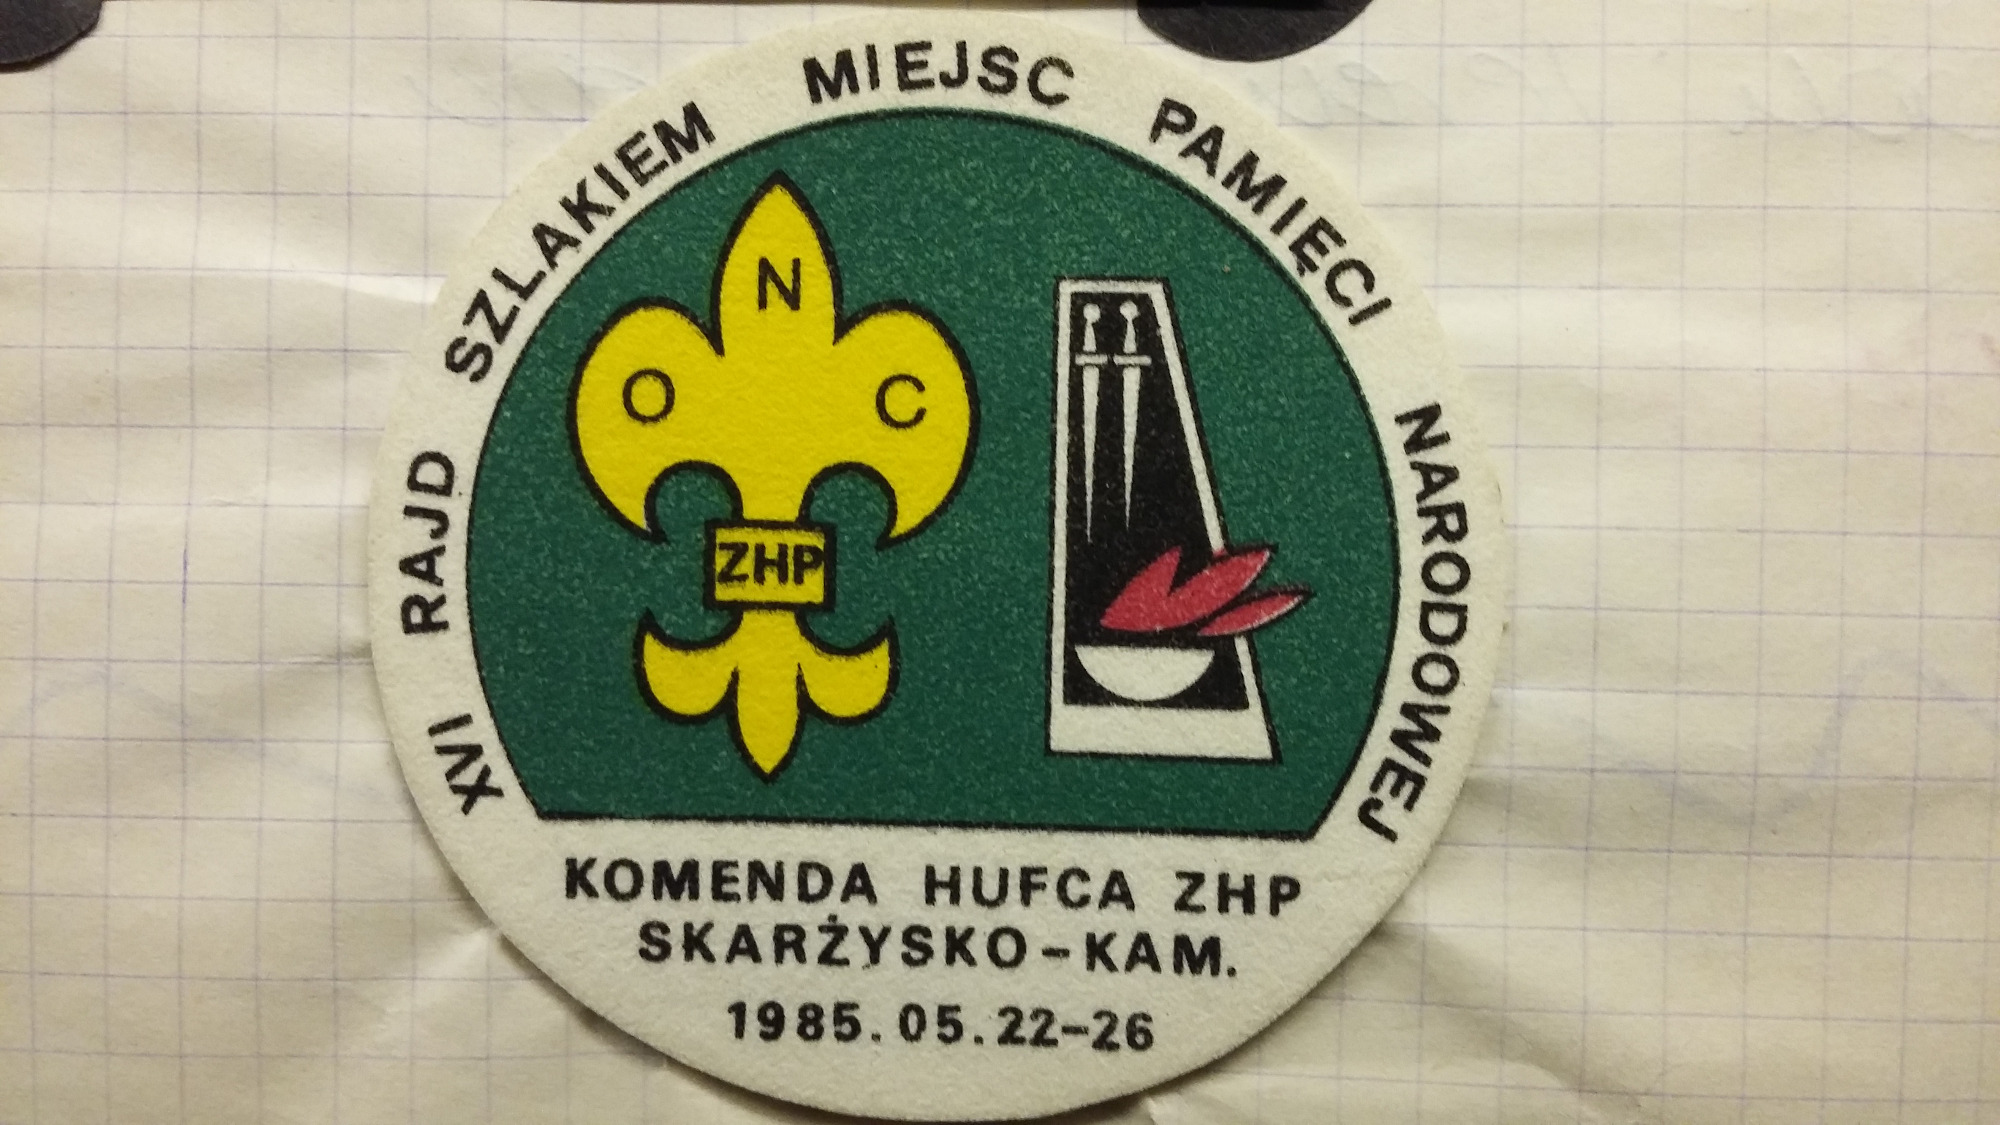 XVI RAJD SZLAKIEM MIEJSC PAMIĘCI NARODOWEJ
N
O C
ZHP
KOMENDA HUFCA ZHP
SKARŻYSKO-KAM.
1985.05.22-26